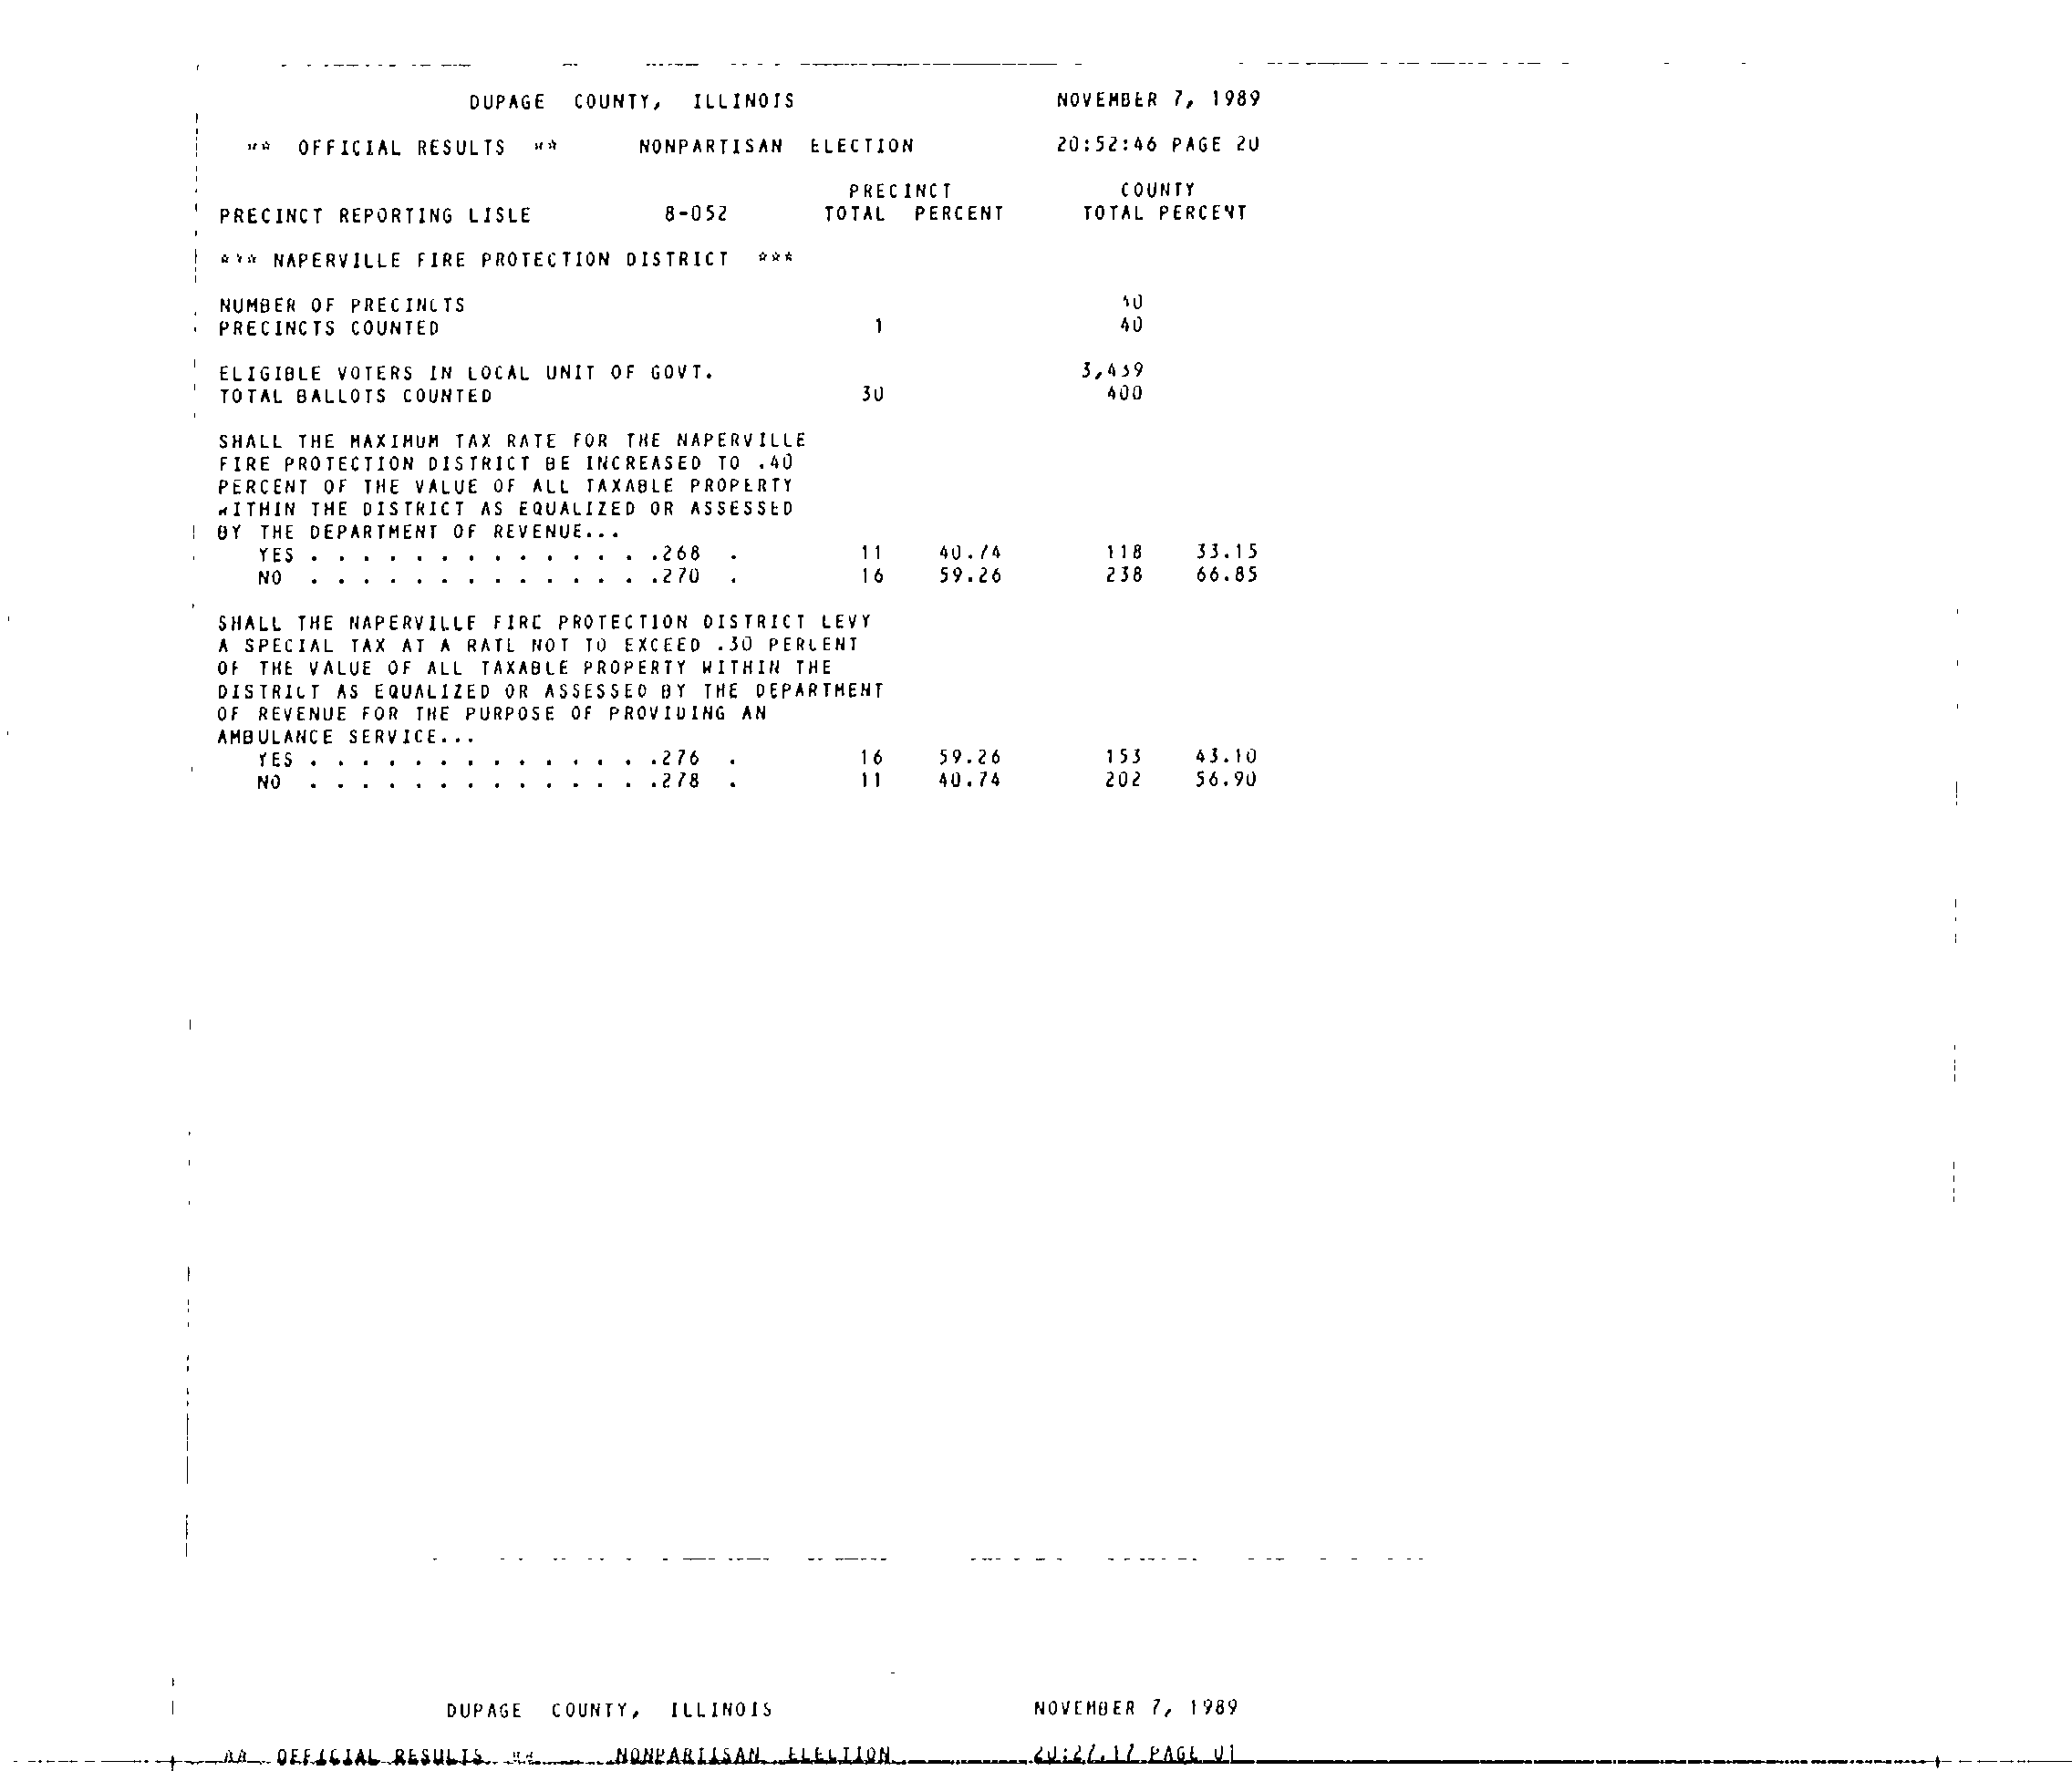 DUPAGE COUNTY, ILLINOIS NOVEMBER 7, 1989
** OFFICIAL RESULTS ** NONPARTISAN ELECTION 20:52:46 PAGE 20
PRECINCT COUNTY
PRECINCT REPORTING LISLE 8-052 TOTAL PERCENT TOTAL PERCENT
*** NAPERVILLE FIRE PROTECTION DISTRICT ***
NUMBER OF PRECINCTS 40
PRECINCTS COUNTED 1 40
ELIGIBLE VOTERS IN LOCAL UNIT OF GOVT.
TOTAL BALLOTS COUNTED 30 400
SHALL THE MAXIMUM TAX RATE FOR THE NAPERVILLE
FIRE PROTECTION DISTRICT BE INCREASED TO .40
PERCENT OF THE VALUE OF ALL TAXABLE PROPERTY
WITHIN THE DISTRICT AS EQUALIZED OR ASSESSED
BY THE DEPARTMENT OF REVENUE...
YES . . . . . . . . . . . . . .268 . 11 40.74 118 33.15
NO . . . . . . . . . . . . . .270 . 16 59.26 238 66.85
SHALL THE NAPERVILLE FIRE PROTECTION DISTRICT LEVY
A SPECIAL TAX AT A RATE NOT TO EXCEED .30 PERCENT
OF THE VALUE OF ALL TAXABLE PROPERTY WITHIN THE
DISTRICT AS EQUALIZED OR ASSESSED BY THE DEPARTMENT
OF REVENUE FOR THE PURPOSE OF PROVIDING AN
AMBULANCE SERVICE...
YES . . . . . . . . . . . . . .276 . 16 59.26 153 43.10
NO . . . . . . . . . . . . . .278 . 11 40.74 202 56.90
DUPAGE COUNTY, ILLINOIS NOVEMBER 7, 1989
** OFFICIAL RESULTS ** NONPARTISAN ELECTION PAGE 01